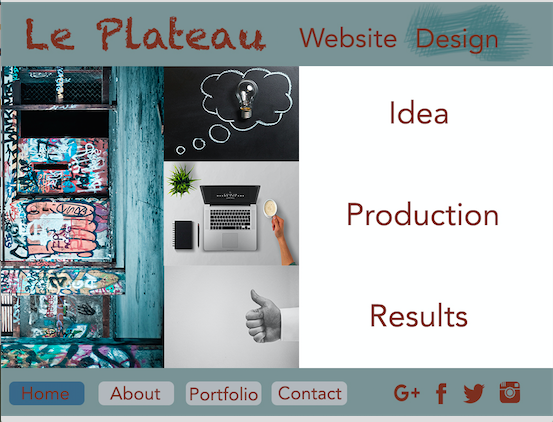 Le Plateau Website Design
Idea
Production
Results
Home About Portfolio Contact G+ f